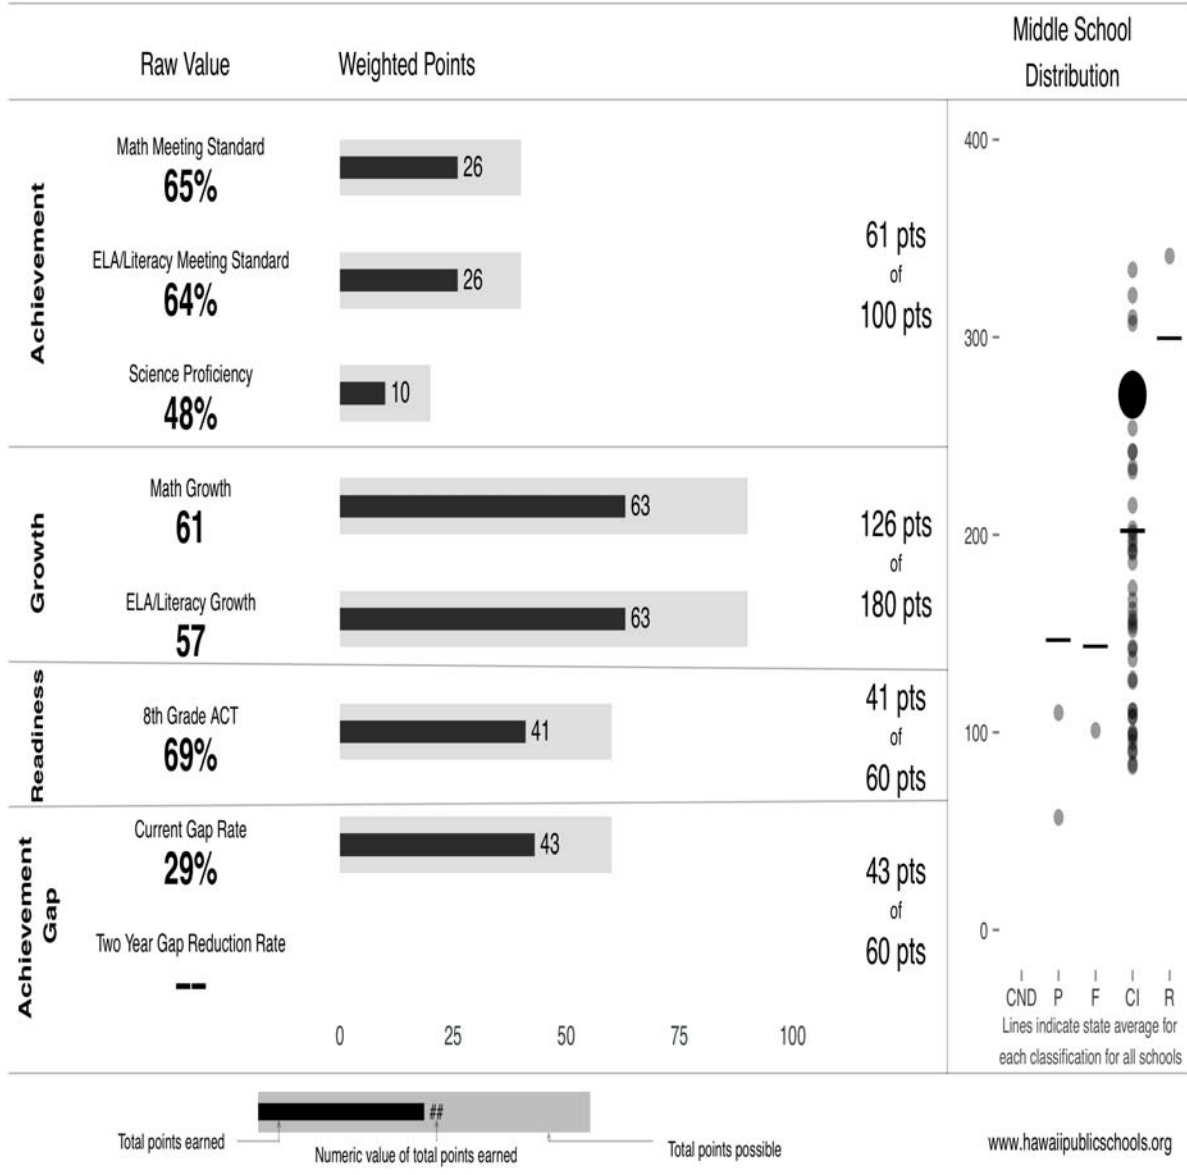 Raw Value
Weighted Points
Middle School
Distribution
Achievement
Math Meeting Standard
65%
26
ELA/Literacy Meeting Standard
64%
26
Science Proficiency
48%
10
61 pts
of
100 pts
Growth
Math Growth
61
63
ELA/Literacy Growth
57
63
126 pts
of
180 pts
Readiness
8th Grade ACT
69%
41
41 pts
of
60 pts
Achievement
Gap
Current Gap Rate
29%
43
Two Year Gap Reduction Rate
--
43 pts
of
60 pts
0 25 50 75 100
400
300
200
100
0
CND P F CI R
Lines indicate state average for
each classification for all schools
##
Total points earned
Numeric value of total points earned
Total points possible
www.hawaiipublicschools.org